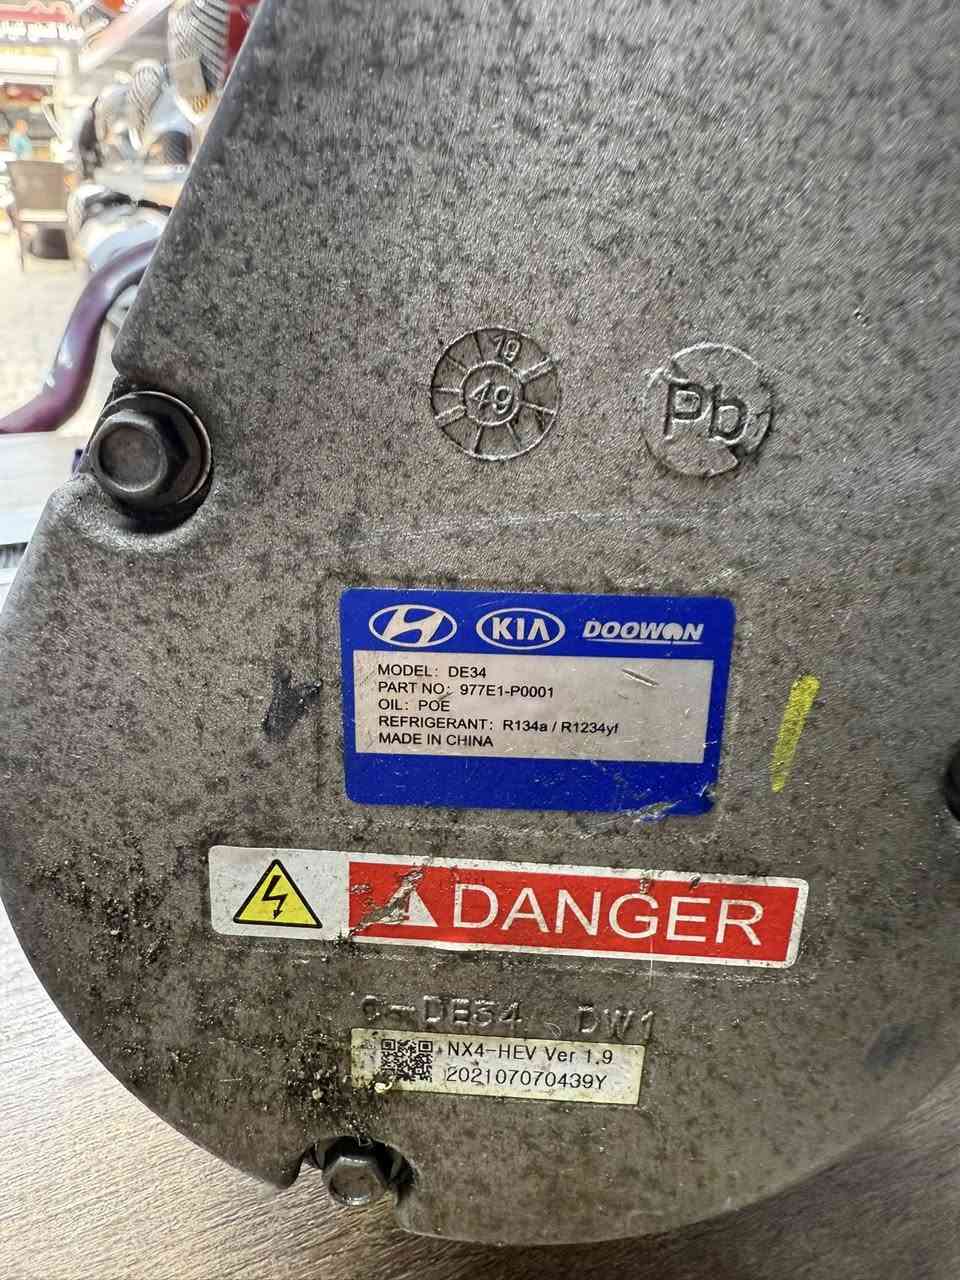 19
49
Pb
KIA DOOWON
MODEL: DE34
PART NO: 977E1-P0001
OIL: POE
REFRIGERANT: R134a / R1234yf
MADE IN CHINA
DANGER
C-DE34 DW1
NX4-HEV Ver 1.9
202107070439Y